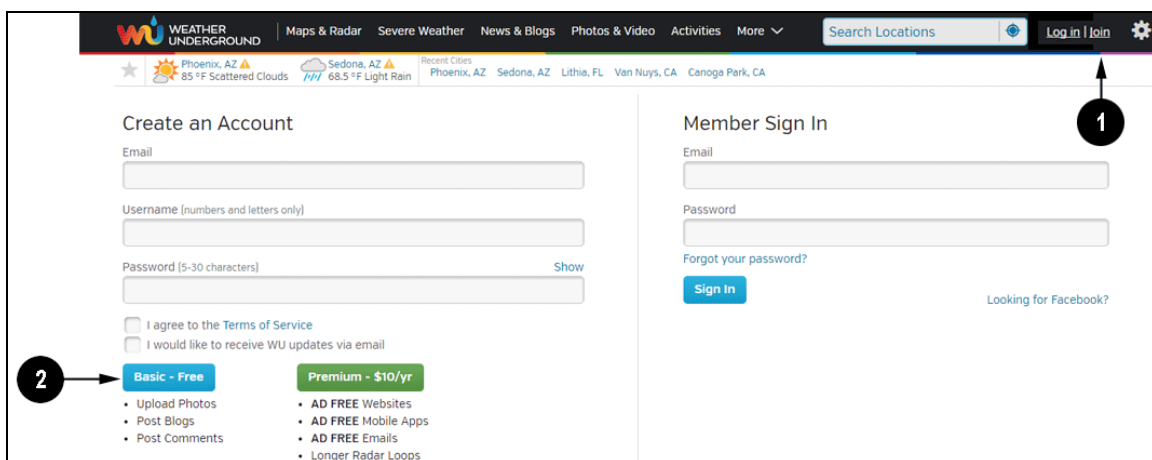 WEATHER UNDERGROUND
Maps & Radar Severe Weather News & Blogs Photos & Video Activities More
Search Locations
Log in | Join
Phoenix, AZ
85 °F Scattered Clouds
Sedona, AZ
68.5 °F Light Rain
Recent Cities
Phoenix, AZ Sedona, AZ Lithia, FL Van Nuys, CA Canoga Park, CA
1
Create an Account
Email
Username (numbers and letters only)
Password (5-30 characters) Show
I agree to the Terms of Service
I would like to receive WU updates via email
2
Basic - Free
• Upload Photos
• Post Blogs
• Post Comments
Premium - $10/yr
• AD FREE Websites
• AD FREE Mobile Apps
• AD FREE Emails
• Longer Radar Loops
Member Sign In
Email
Password
Forgot your password?
Sign In
Looking for Facebook?